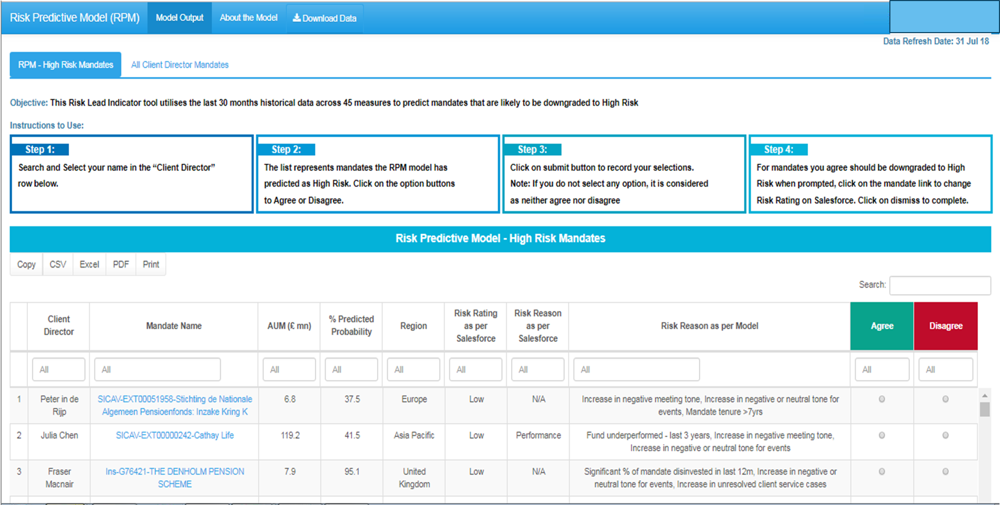 Risk Predictive Model (RPM) Model Output About the Model Download Data
Data Refresh Date: 31 Jul 18
RPM - High Risk Mandates All Client Director Mandates
Objective: This Risk Lead Indicator tool utilises the last 30 months historical data across 45 measures to predict mandates that are likely to be downgraded to High Risk
Instructions to Use:
Step 1:
Search and Select your name in the “Client Director”
row below.
Step 2:
The list represents mandates the RPM model has
predicted as High Risk. Click on the option buttons
to Agree or Disagree.
Step 3:
Click on submit button to record your selections.
Note: If you do not select any option, it is considered
as neither agree nor disagree
Step 4:
For mandates you agree should be downgraded to High
Risk when prompted, click on the mandate link to change
Risk Rating on Salesforce. Click on dismiss to complete.
Risk Predictive Model - High Risk Mandates
Copy CSV Excel PDF Print
Search:
Client
Director
Mandate Name
AUM (£ mn)
% Predicted
Probability
Region
Risk Rating
as per
Salesforce
Risk Reason
as per
Salesforce
Risk Reason as per Model
Agree
Disagree
All All All All All All All All All All
1
Peter in de
Rijp
SICAV-EXT00051958-Stichting de Nationale
Algemeen Pensioenfonds: Inzake Kring K
6.8
37.5
Europe
Low
N/A
Increase in negative meeting tone, Increase in negative or neutral tone for
events, Mandate tenure >7yrs
2
Julia Chen
SICAV-EXT00000242-Cathay Life
119.2
41.5
Asia Pacific
Low
Performance
Fund underperformed - last 3 years, Increase in negative meeting tone,
Increase in negative or neutral tone for events
3
Fraser
Macnair
Ins-G76421-THE DENHOLM PENSION
SCHEME
7.9
95.1
United
Kingdom
Low
N/A
Significant % of mandate disinvested in last 12m, Increase in negative or
neutral tone for events, Increase in unresolved client service cases